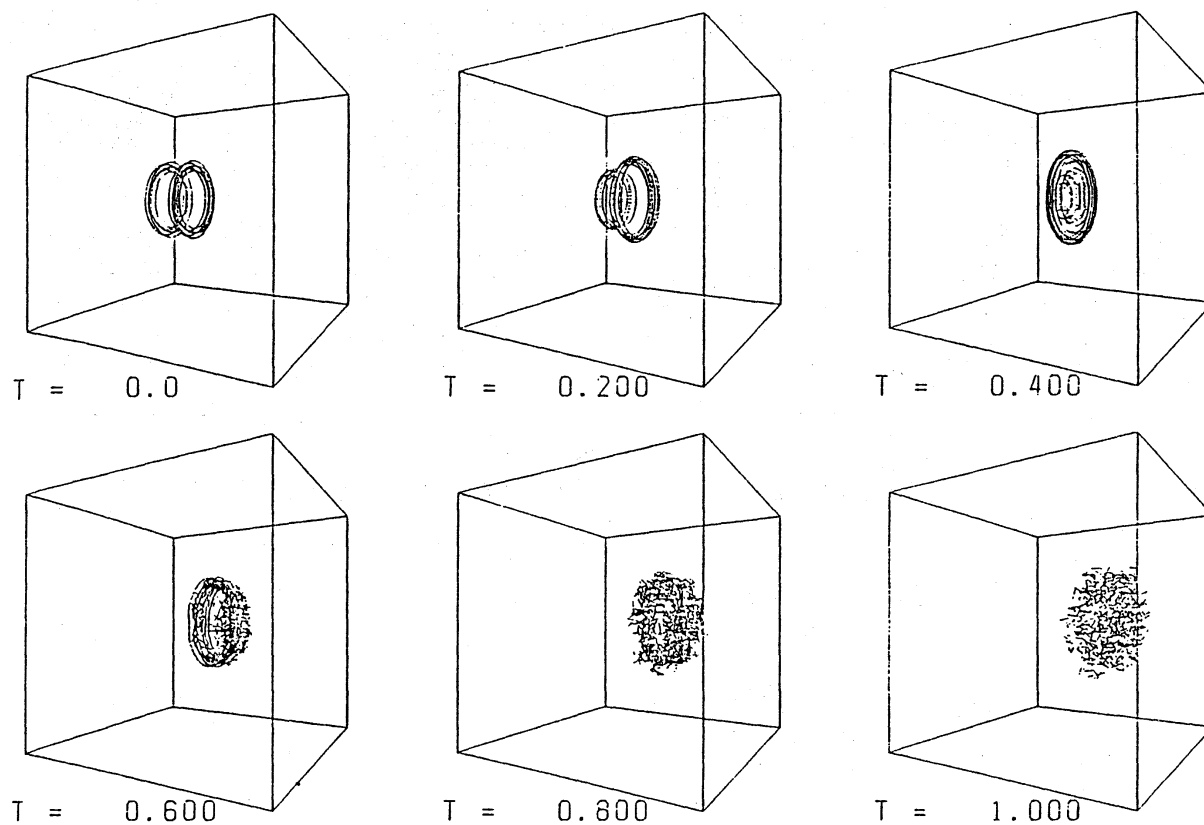 T = 0.0
T = 0.200
T = 0.400
T = 0.600
T = 0.800
T = 1.000